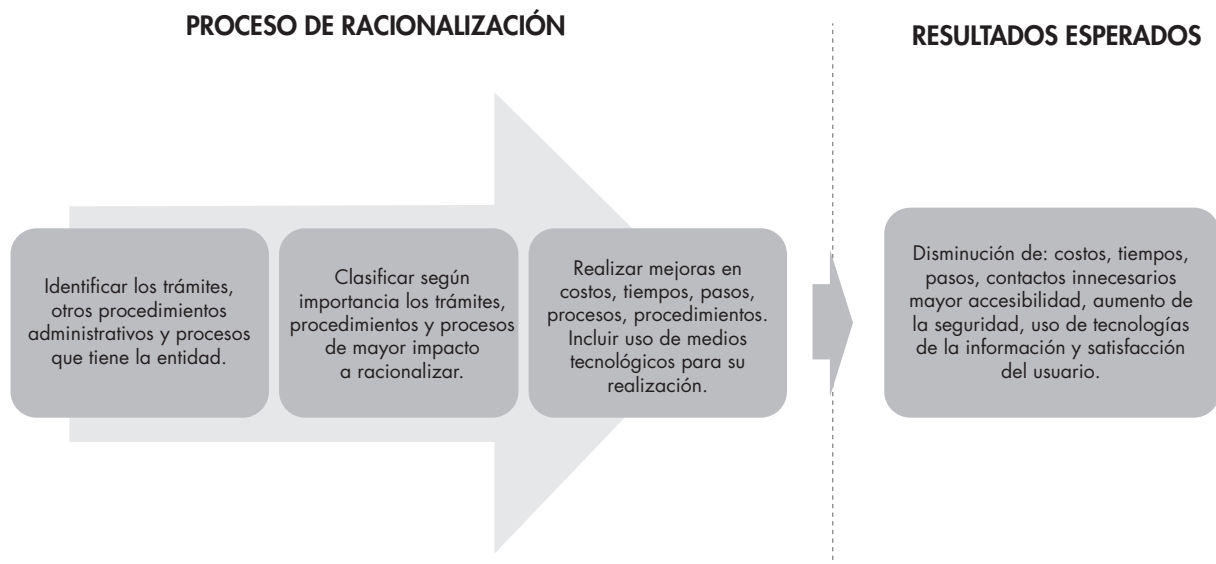 PROCESO DE RACIONALIZACIÓN
RESULTADOS ESPERADOS
Identificar los trámites,
otros procedimientos
administrativos y procesos
que tiene la entidad.
Clasificar según
importancia los trámites,
procedimientos y procesos
de mayor impacto
a racionalizar.
Realizar mejoras en
costos, tiempos, pasos,
procesos, procedimientos.
Incluir uso de medios
tecnológicos para su
realización.
Disminución de: costos, tiempos,
pasos, contactos innecesarios
mayor accesibilidad, aumento de
la seguridad, uso de tecnologías
de la información y satisfacción
del usuario.